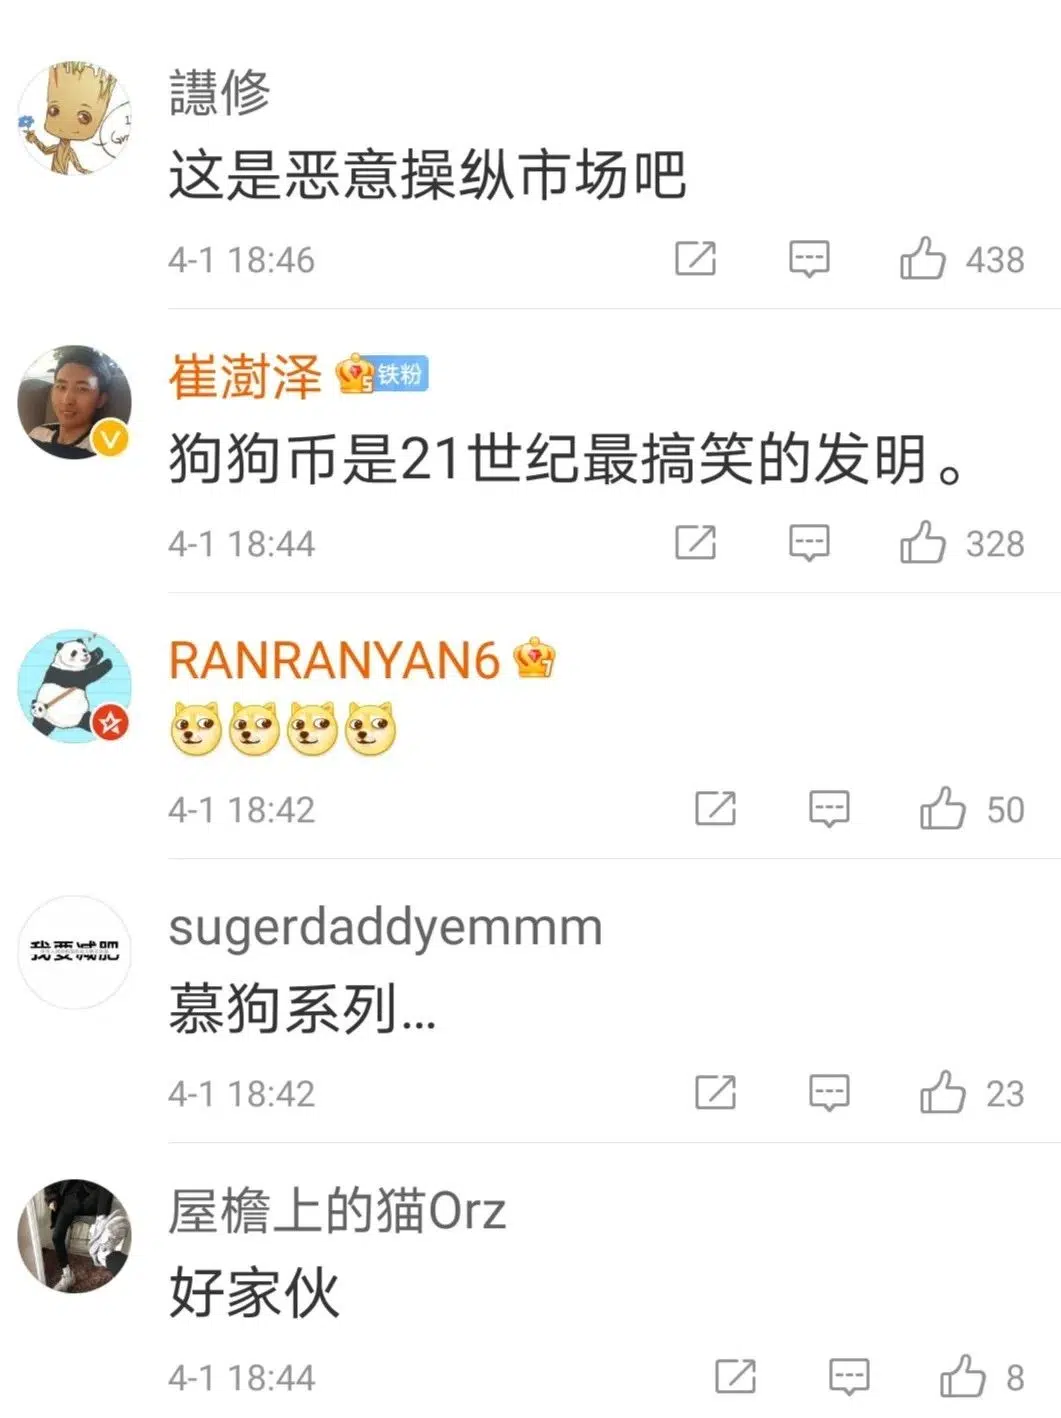 譿修
这是恶意操纵市场吧
4-1 18:46
438
崔澍泽 5 铁粉
狗狗币是21世纪最搞笑的发明。
4-1 18:44
328
RANRANYAN6 7
4-1 18:42
50
我要减肥
sugerdaddyemmm
慕狗系列...
4-1 18:42
23
屋檐上的猫Orz
好家伙
4-1 18:44
8